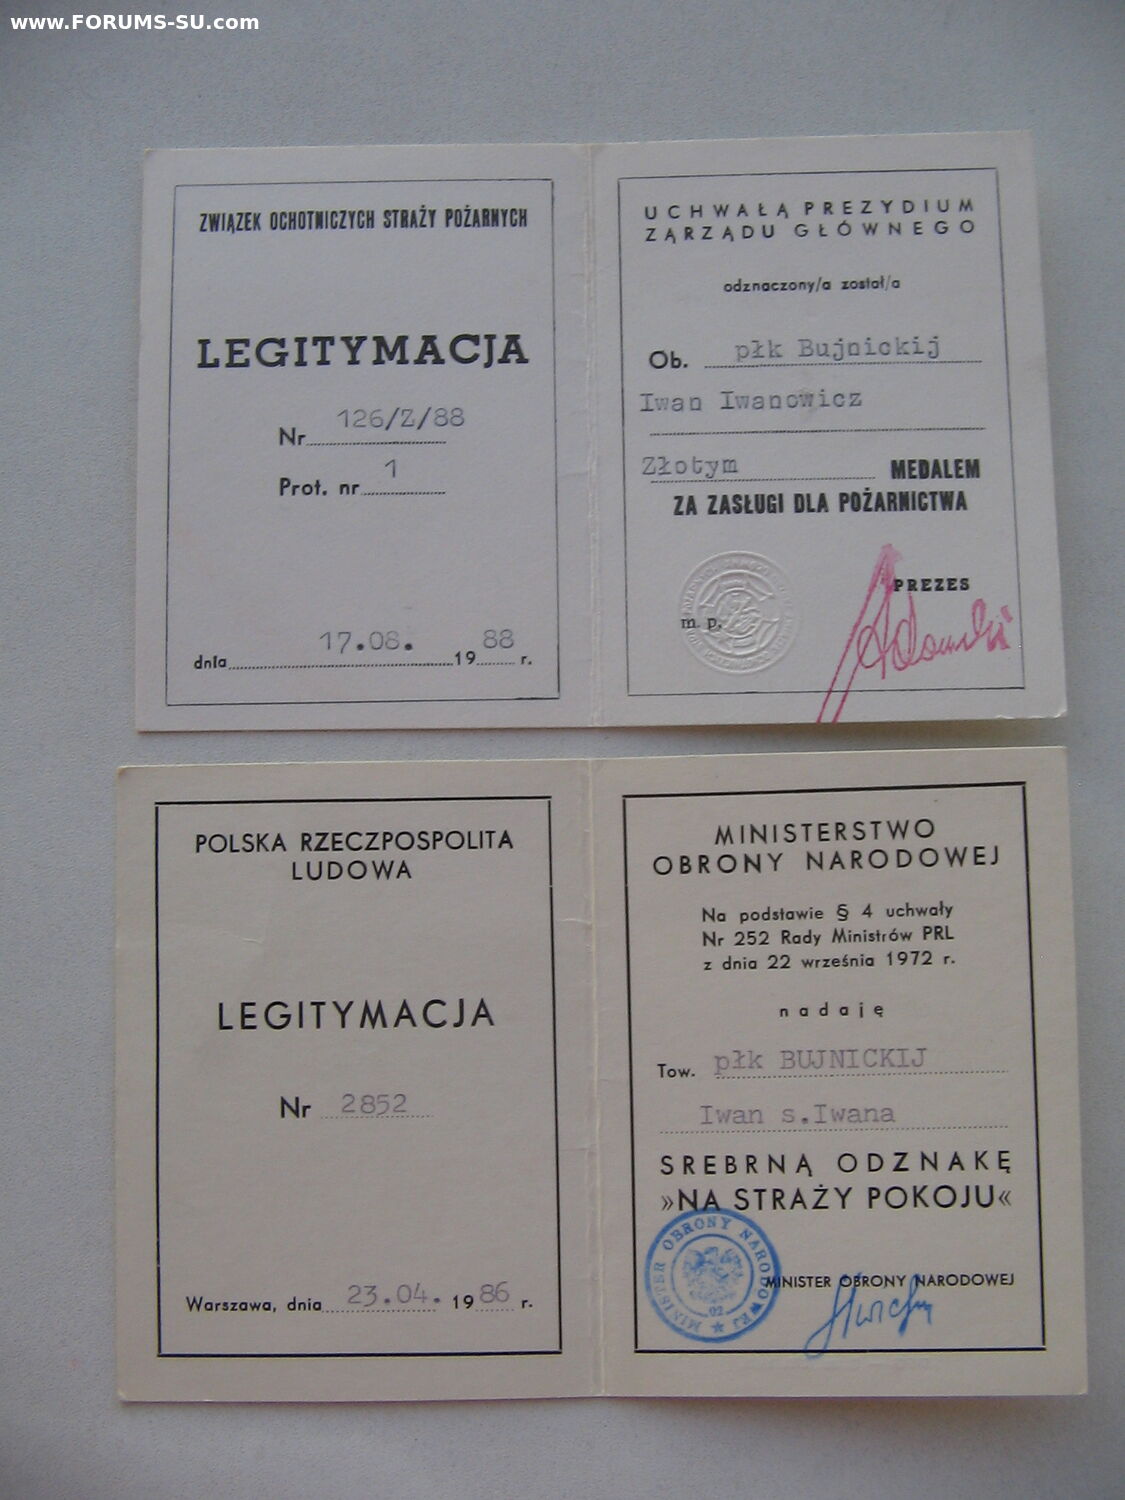 www.FORUMS-SU.com
ZWIĄZEK OCHOTNICZYCH STRAŻY POŻARNYCH
LEGITYMACJA
Nr 126/Z/88
Prot. nr 1
dnia 17.08. 1988 r.
UCHWAŁĄ PREZYDIUM
ZARZĄDU GŁÓWNEGO
odznaczony/a został/a
Ob. płk Bujnickij
Iwan Iwanowicz
Złotym MEDALEM
ZA ZASŁUGI DLA POŻARNICTWA
PREZES
m. p.
POLSKA RZECZPOSPOLITA
LUDOWA
LEGITYMACJA
Nr 2852
Warszawa, dnia 23.04. 1986 r.
MINISTERSTWO
OBRONY NARODOWEJ
Na podstawie § 4 uchwały
Nr 252 Rady Ministrów PRL
z dnia 22 września 1972 r.
nadaję
Tow. płk BUJNICKIJ
Iwan s.Iwana
SREBRNĄ ODZNAKĘ
»NA STRAŻY POKOJU«
MINISTER OBRONY NARODOWEJ
MINISTER OBRONY NARODOWEJ
02